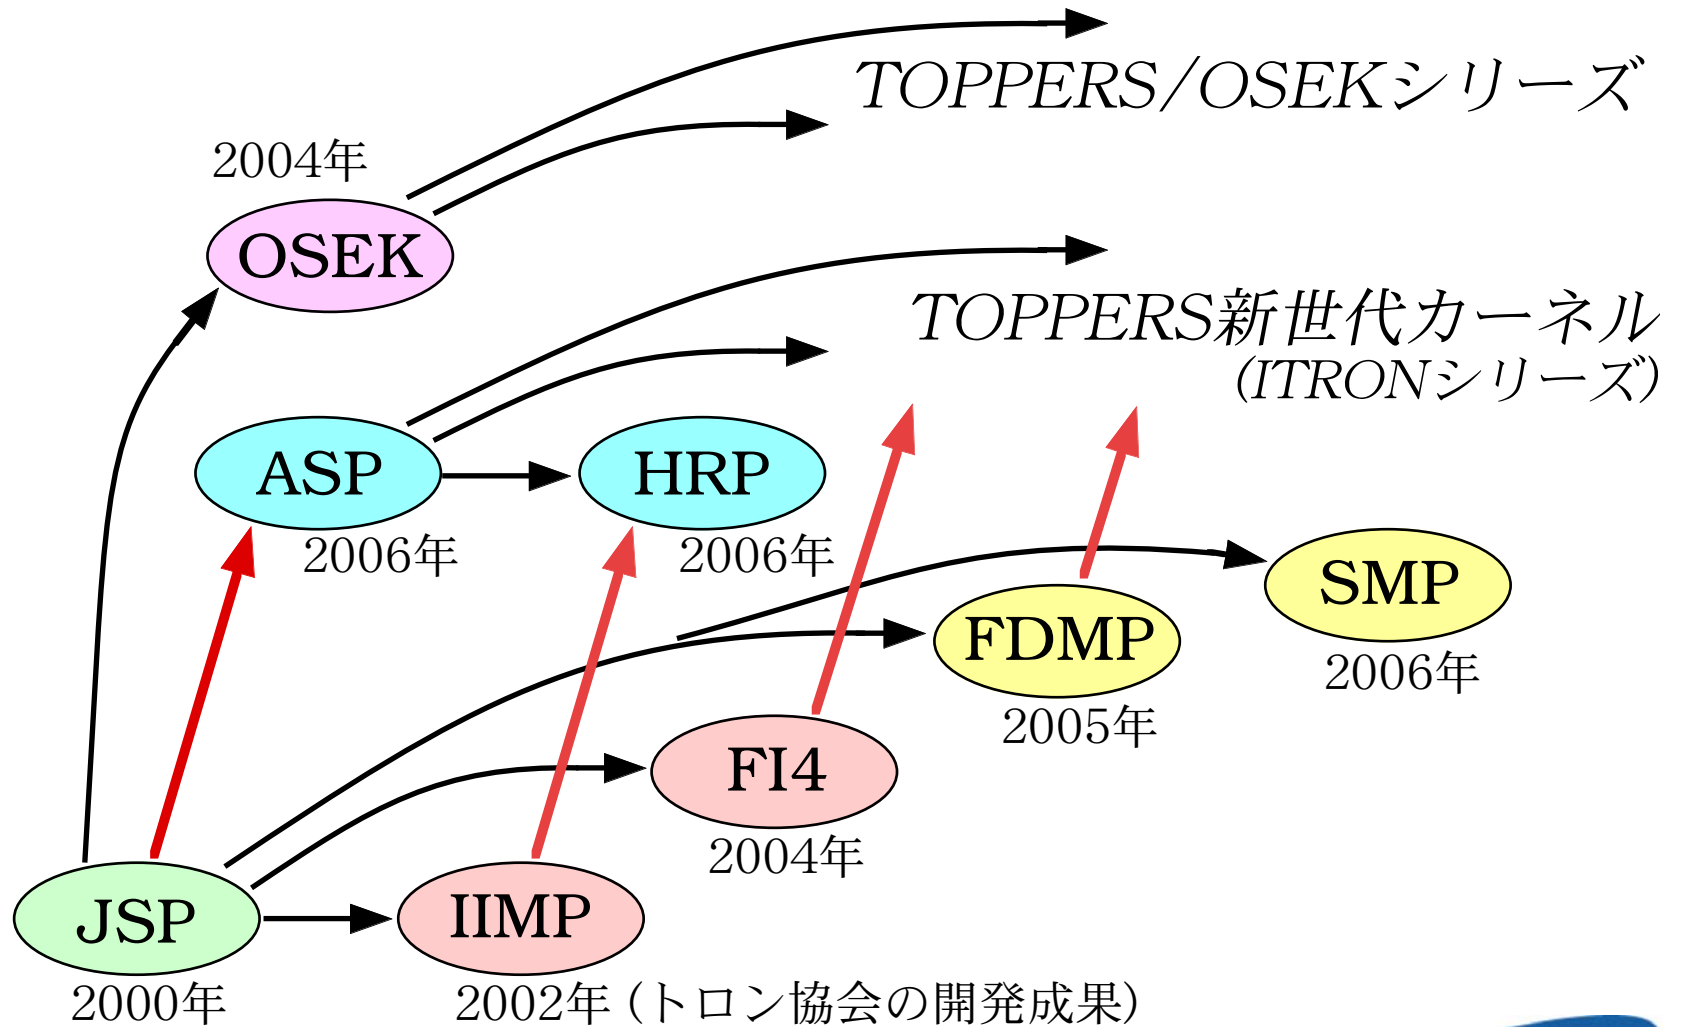 TOPPERS/OSEKシリーズ
2004年
OSEK
TOPPERS新世代カーネル
(ITRONシリーズ)
ASP
HRP
2006年
2006年
SMP
FDMP
2006年
2005年
FI4
2004年
JSP
IIMP
2000年
2002年 (トロン協会の開発成果)